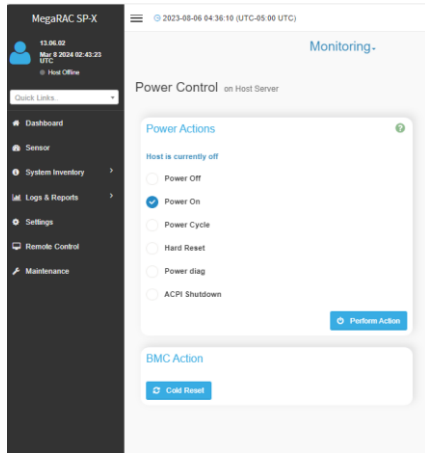 MegaRAC SP-X
13.06.02
Mar 8 2024 02:43:23
UTC
Host Offline
Quick Links..
Dashboard
Sensor
System Inventory
Logs & Reports
Settings
Remote Control
Maintenance
2023-08-06 04:36:10 (UTC-05:00 UTC)
Monitoring
Power Control on Host Server
Power Actions
Host is currently off
Power Off
Power On
Power Cycle
Hard Reset
Power diag
ACPI Shutdown
Perform Action
BMC Action
Cold Reset